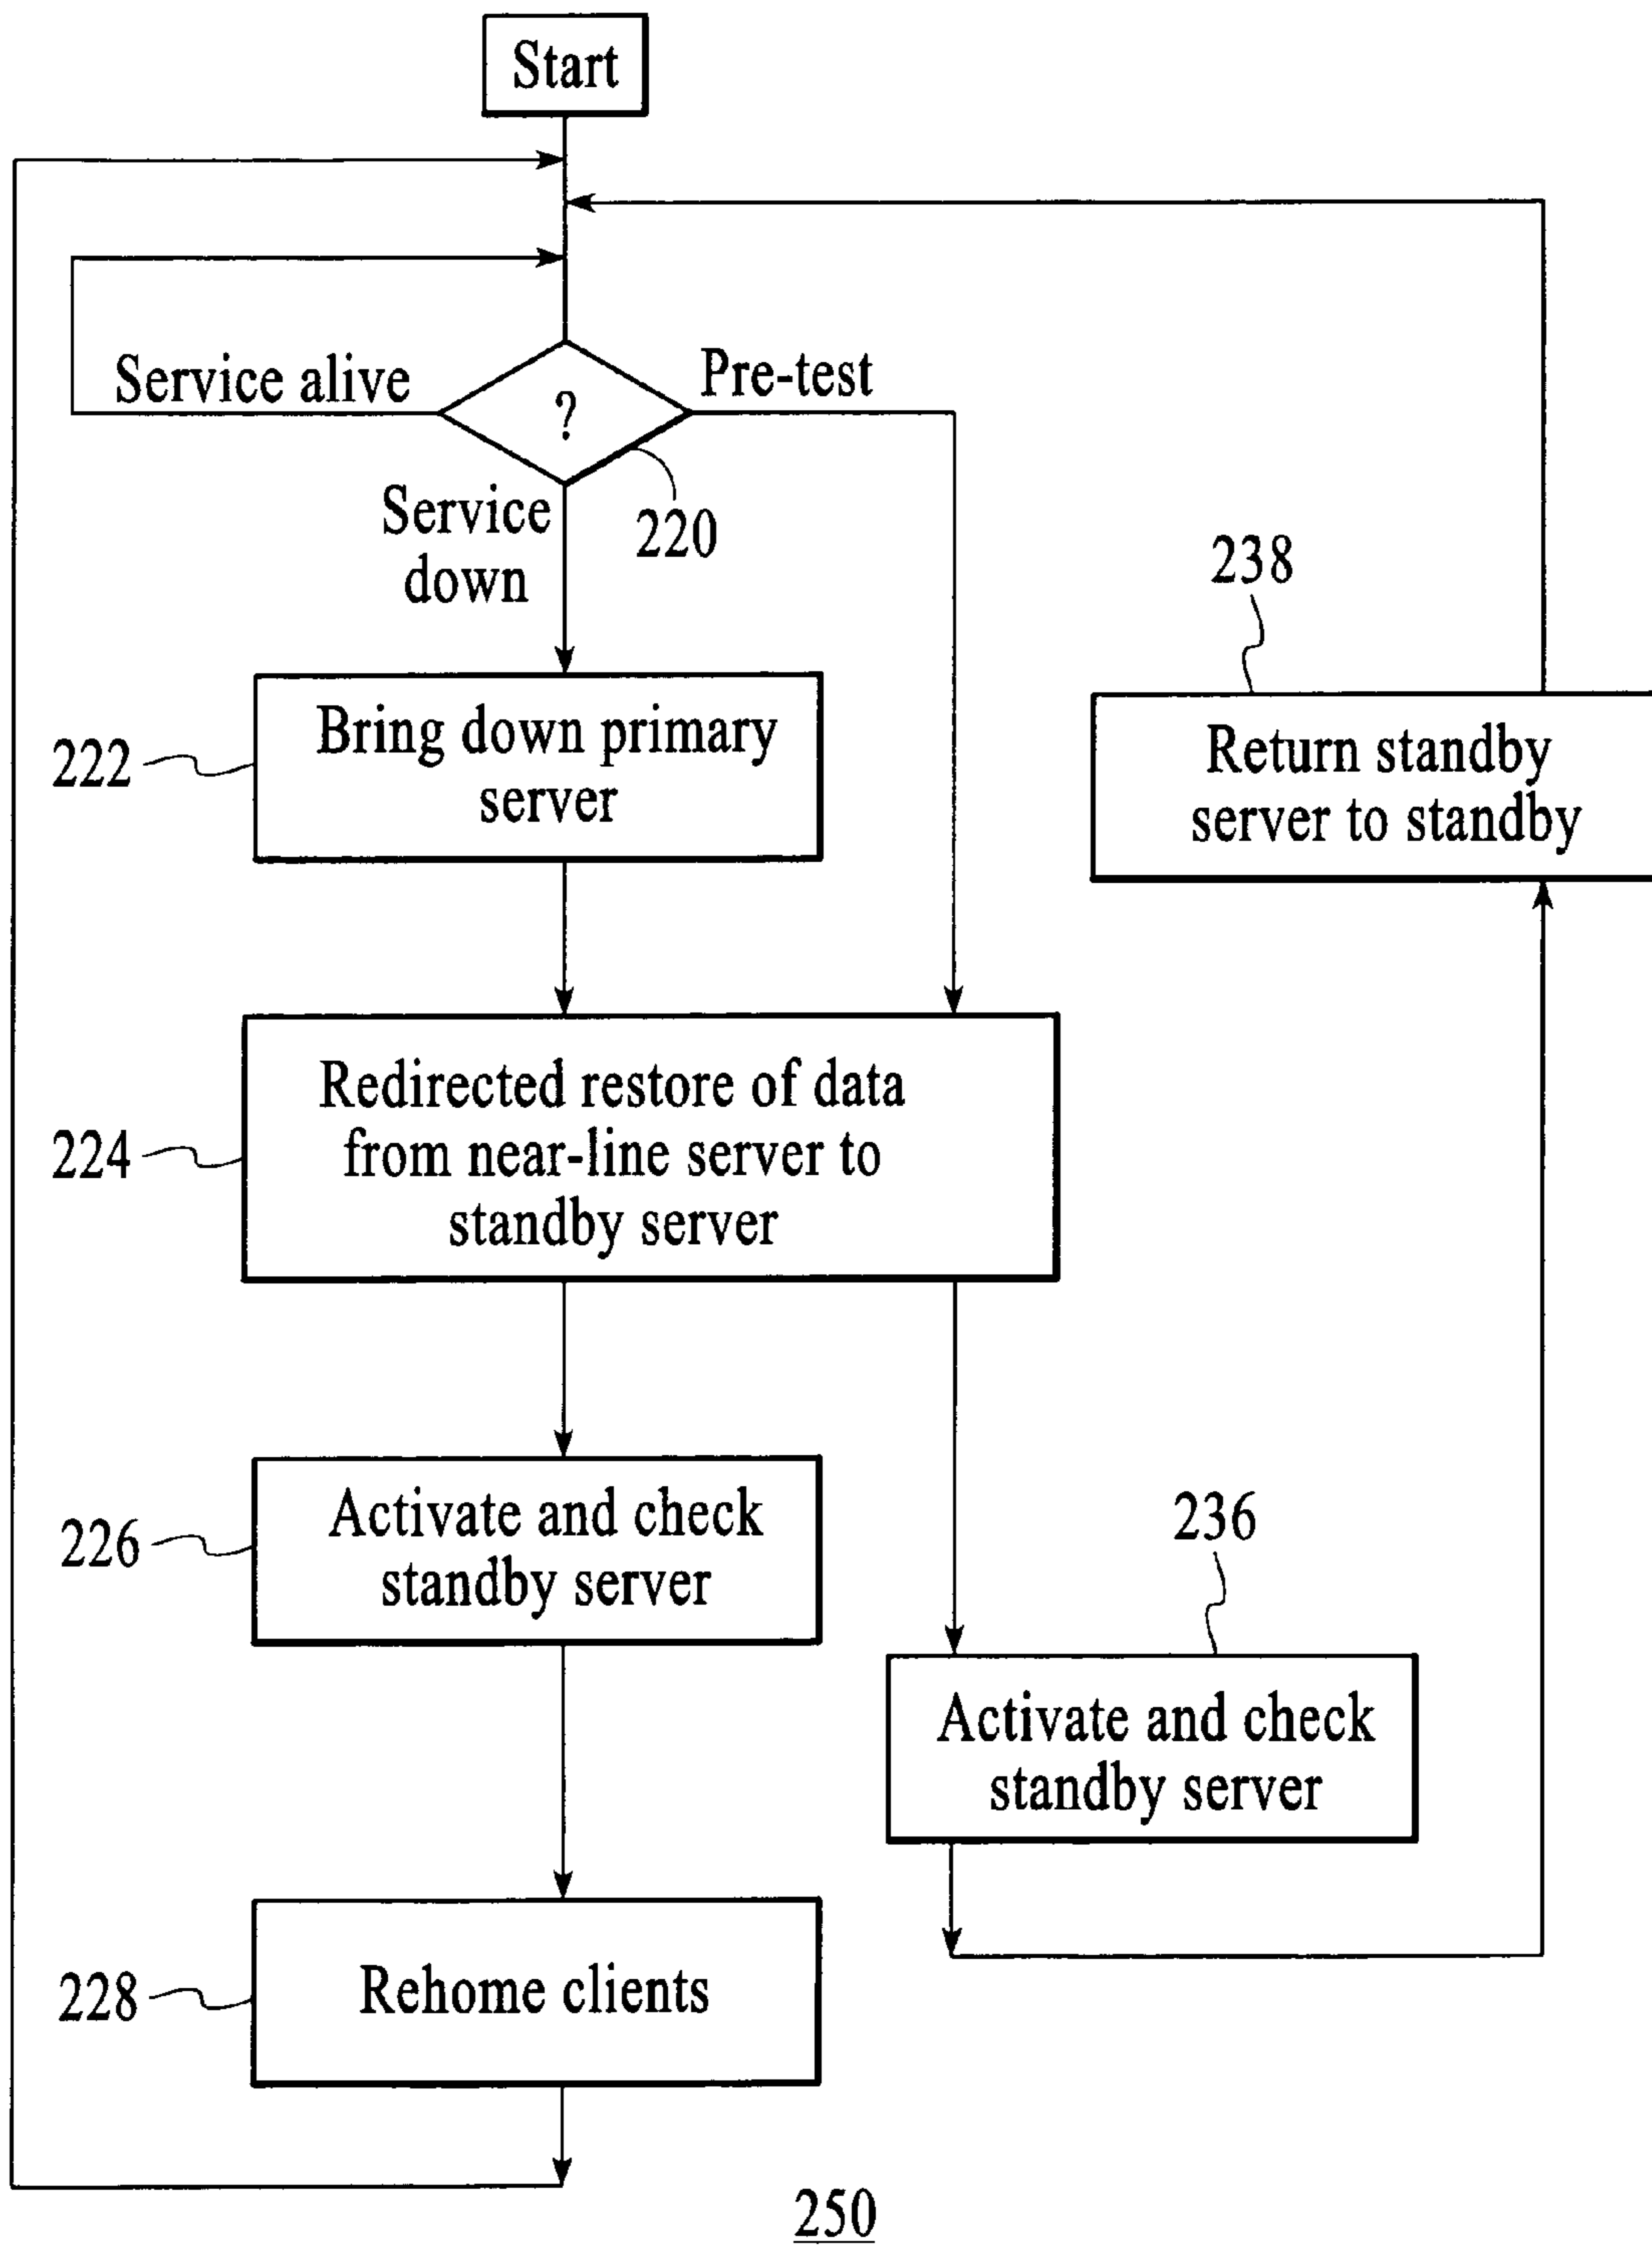 Start
Service alive
?
Pre-test
220
Service
down
238
222
Bring down primary
server
Return standby
server to standby
224
Redirected restore of data
from near-line server to
standby server
226
Activate and check
standby server
236
Activate and check
standby server
228
Rehome clients
250